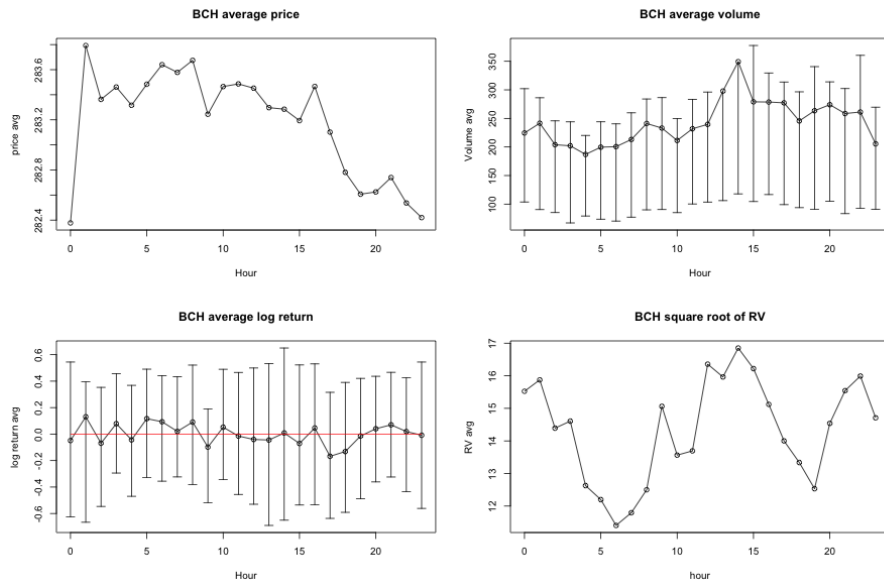 BCH average price
price avg
283.6
283.2
282.8
282.4
0 5 10 15 20
Hour
BCH average volume
Volume avg
350
300
250
200
150
100
0 5 10 15 20
Hour
BCH average log return
log return avg
0.6
0.4
0.2
0.0
-0.2
-0.4
-0.6
0 5 10 15 20
Hour
BCH square root of RV
RV avg
17
16
15
14
13
12
0 5 10 15 20
hour